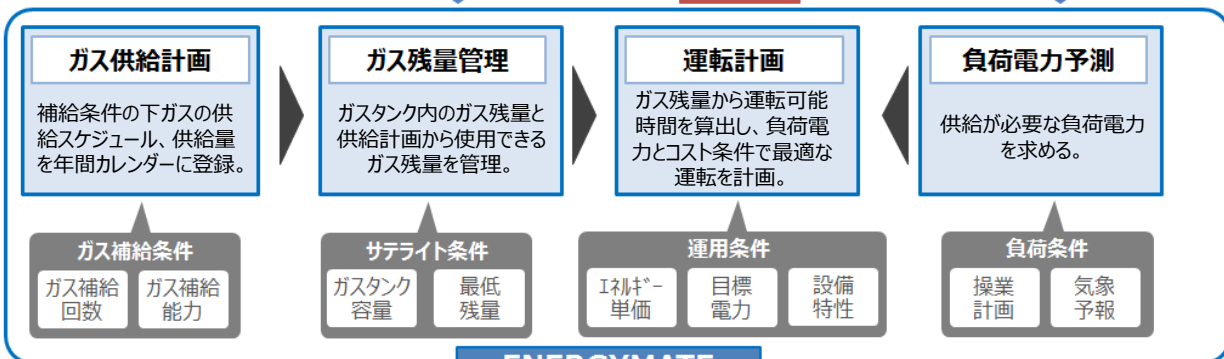 ガス供給計画
補給条件の下ガスの供
給スケジュール、供給量
を年間カレンダーに登録。
ガス残量管理
ガスタンク内のガス残量と
供給計画から使用できる
ガス残量を管理。
運転計画
ガス残量から運転可能
時間を算出し、負荷電
力とコスト条件で最適な
運転を計画。
負荷電力予測
供給が必要な負荷電力
を求める。
ガス補給条件
ガス補給
回数
ガス補給
能力
サテライト条件
ガスタンク
容量
最低
残量
運用条件
ｴﾈﾙｷﾞｰ
単価
目標
電力
設備
特性
負荷条件
操業
計画
気象
予報
ENERGYMATE